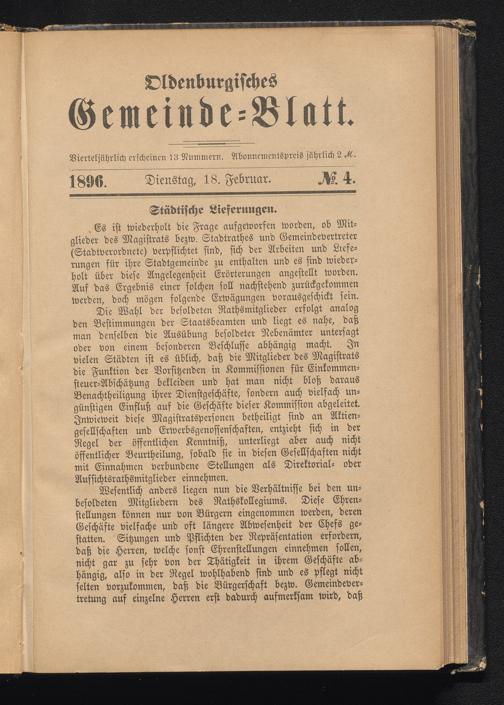 Oldenburgisches
Gemeinde-Blatt.
Vierteljährlich erscheinen 13 Nummern. Abonnementspreis jährlich 2 ℳ.
1896. Dienstag, 18. Februar. № 4.
Städtische Lieferungen.
Es ist wiederholt die Frage aufgeworfen worden, ob Mit-
glieder des Magistrats bezw. Stadtrathes und Gemeindevertreter
(Stadtverordnete) verpflichtet sind, sich der Arbeiten und Liefe-
rungen für ihre Stadtgemeinde zu enthalten und es sind wieder-
holt über diese Angelegenheit Erörterungen angestellt worden.
Auf das Ergebnis einer solchen soll nachstehend zurückgekommen
werden, doch mögen folgende Erwägungen vorausgeschickt sein.
Die Wahl der besoldeten Rathsmitglieder erfolgt analog
den Bestimmungen der Staatsbeamten und liegt es nahe, daß
man denselben die Ausübung besoldeter Nebenämter untersagt
oder von einem besonderen Beschlusse abhängig macht. In
vielen Städten ist es üblich, daß die Mitglieder des Magistrats
die Funktion der Vorsitzenden in Kommissionen für Einkommen-
steuer-Abschätzung bekleiden und hat man nicht bloß daraus
Benachtheiligung ihrer Dienstgeschäfte, sondern auch vielfach un-
günstigen Einfluß auf die Geschäfte dieser Kommission abgeleitet.
Inwieweit diese Magistratspersonen betheiligt sind an Aktien-
gesellschaften und Erwerbsgenossenschaften, entzieht sich in der
Regel der öffentlichen Kenntniß, unterliegt aber auch nicht
öffentlicher Beurtheilung, sobald sie in diesen Gesellschaften nicht
mit Einnahmen verbundene Stellungen als Direktorial- oder
Aufsichtsrathsmitglieder einnehmen.
Wesentlich anders liegen nun die Verhältnisse bei den un-
besoldeten Mitgliedern des Rathskollegiums. Diese Ehren-
stellungen können nur von Bürgern eingenommen werden, deren
Geschäfte vielfache und oft längere Abwesenheit der Chefs ge-
statten. Sitzungen und Pflichten der Repräsentation erfordern,
daß die Herren, welche sonst Ehrenstellungen einnehmen sollen,
nicht gar zu sehr von der Thätigkeit in ihrem Geschäfte ab-
hängig, also in der Regel wohlhabend sind und es pflegt nicht
selten vorzukommen, daß die Bürgerschaft bezw. Gemeindever-
tretung auf einzelne Herren erst dadurch aufmerksam wird, daß